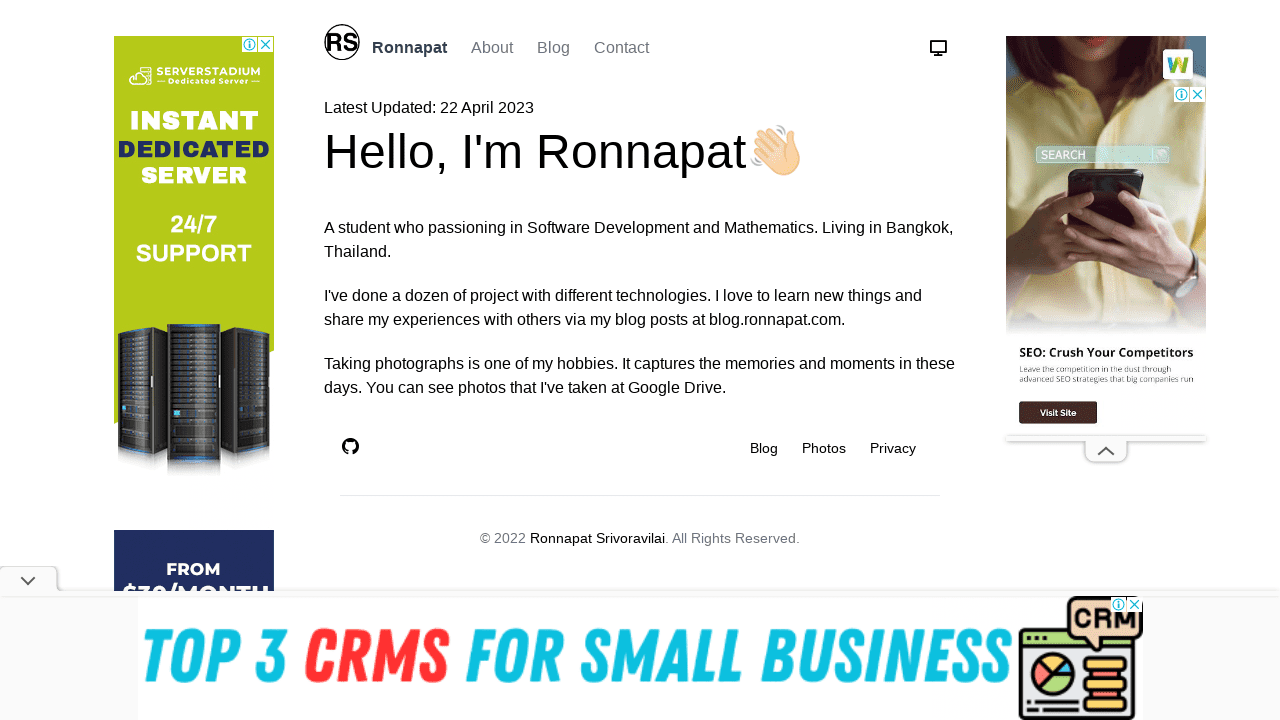 RS
Ronnapat
About
Blog
Contact
Latest Updated: 22 April 2023
Hello, I'm Ronnapat
A student who passioning in Software Development and Mathematics. Living in Bangkok,
Thailand.
I've done a dozen of project with different technologies. I love to learn new things and
share my experiences with others via my blog posts at blog.ronnapat.com.
Taking photographs is one of my hobbies. It captures the memories and moments in these
days. You can see photos that I've taken at Google Drive.
Blog
Photos
Privacy
© 2022 Ronnapat Srivoravilai. All Rights Reserved.
SERVERSTADIUM
Dedicated Server
INSTANT
DEDICATED
SERVER
24/7
SUPPORT
FROM
$70/MONTH
W
SEARCH
SEO: Crush Your Competitors
Leave the competition in the dust through
advanced SEO strategies that big companies run
Visit Site
TOP 3 CRMS FOR SMALL BUSINESS
CRM